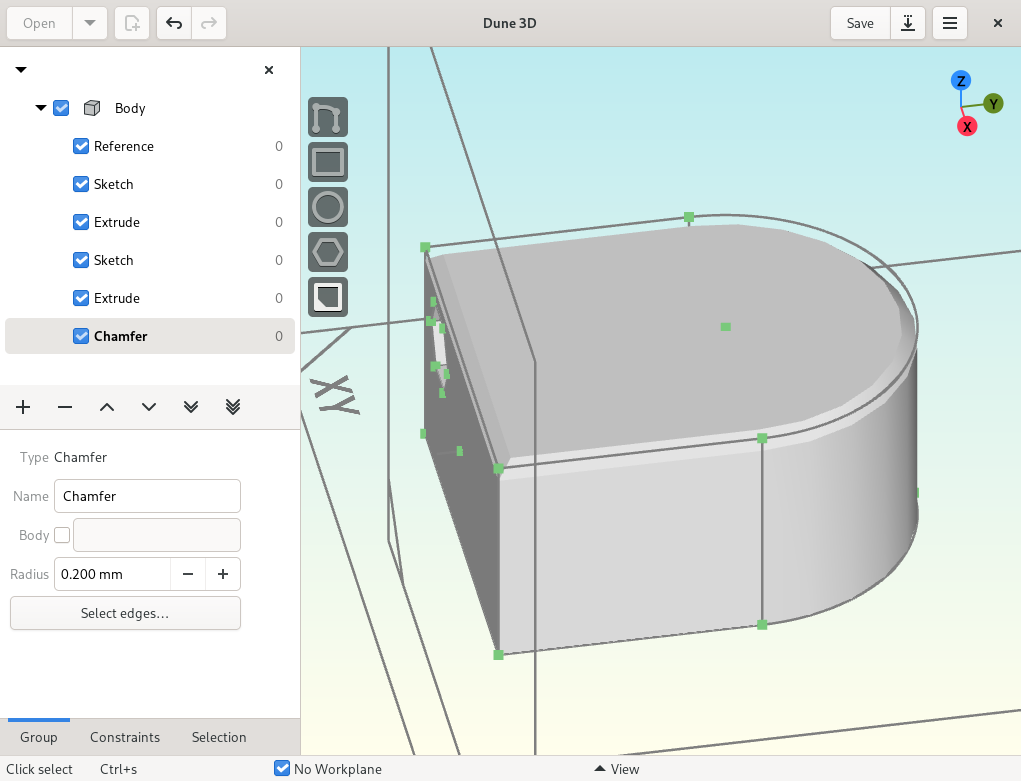 Open
Dune 3D
Save
Body
Reference 0
Sketch 0
Extrude 0
Sketch 0
Extrude 0
Chamfer 0
Type Chamfer
Name Chamfer
Body
Radius 0.200 mm
Select edges…
Group Constraints Selection
Click select Ctrl+s No Workplane View
Z
Y
X
XY